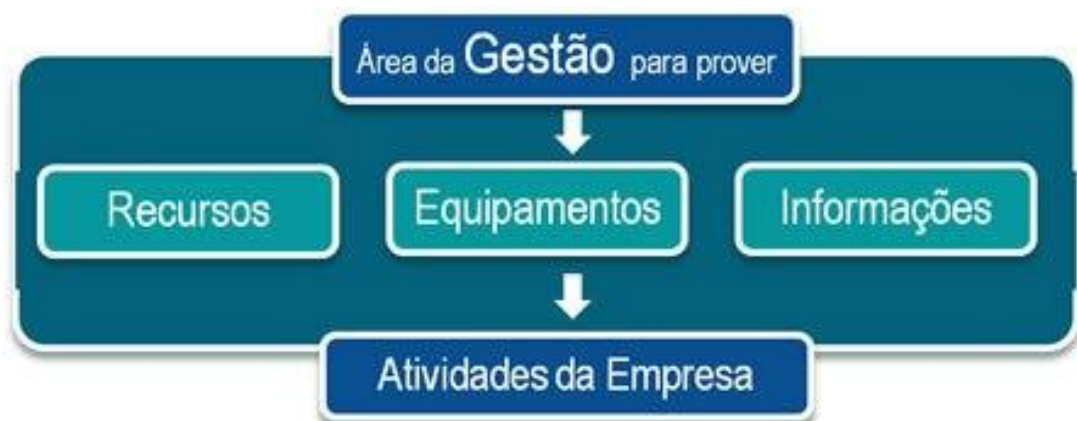 Área da Gestão para prover
Recursos
Equipamentos
Informações
Atividades da Empresa